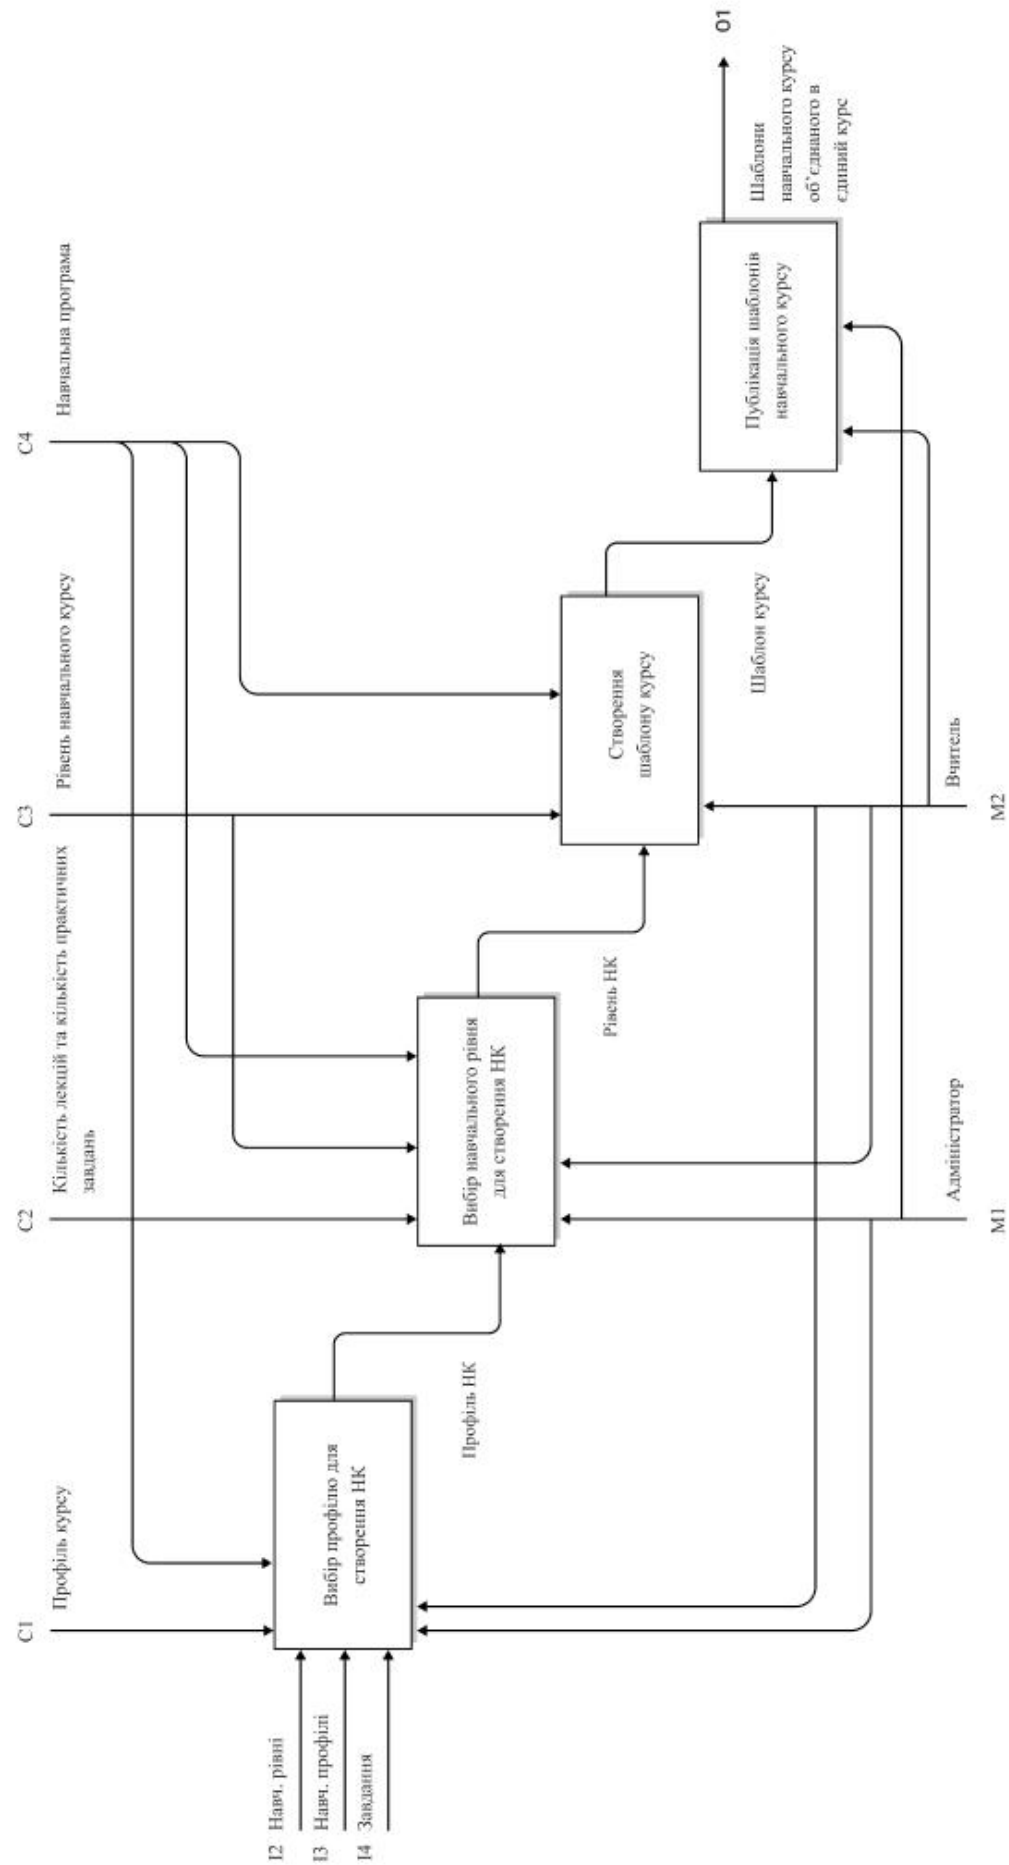 C1
Профіль курсу
C2
Кількість лекцій та кількість практичних
завдань
C3
Рівень навчального курсу
C4
Навчальна програма
I2 Навч. рівні
I3 Навч. профілі
I4 Завдання
Вибір профілю для
створення НК
Профіль НК
Вибір навчального рівня
для створення НК
Рівень НК
Створення
шаблону курсу
Шаблон курсу
Публікація шаблонів
навчального курсу
Шаблони
навчального курсу
об`єднаного в
єдиний курс
O1
Адміністратор
M1
Вчитель
M2